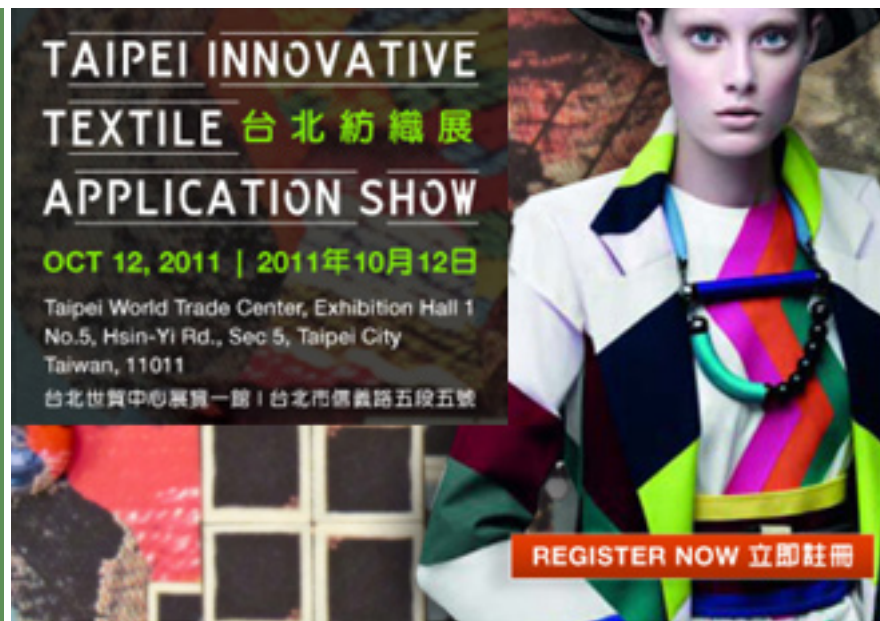 TAIPEI INNOVATIVE
TEXTILE 台北紡織展
APPLICATION SHOW
OCT 12, 2011 | 2011年10月12日
Taipei World Trade Center, Exhibition Hall 1
No.5, Hsin-Yi Rd., Sec 5, Taipei City
Taiwan, 11011
台北世貿中心展覽一館 | 台北市信義路五段五號
REGISTER NOW 立即註冊